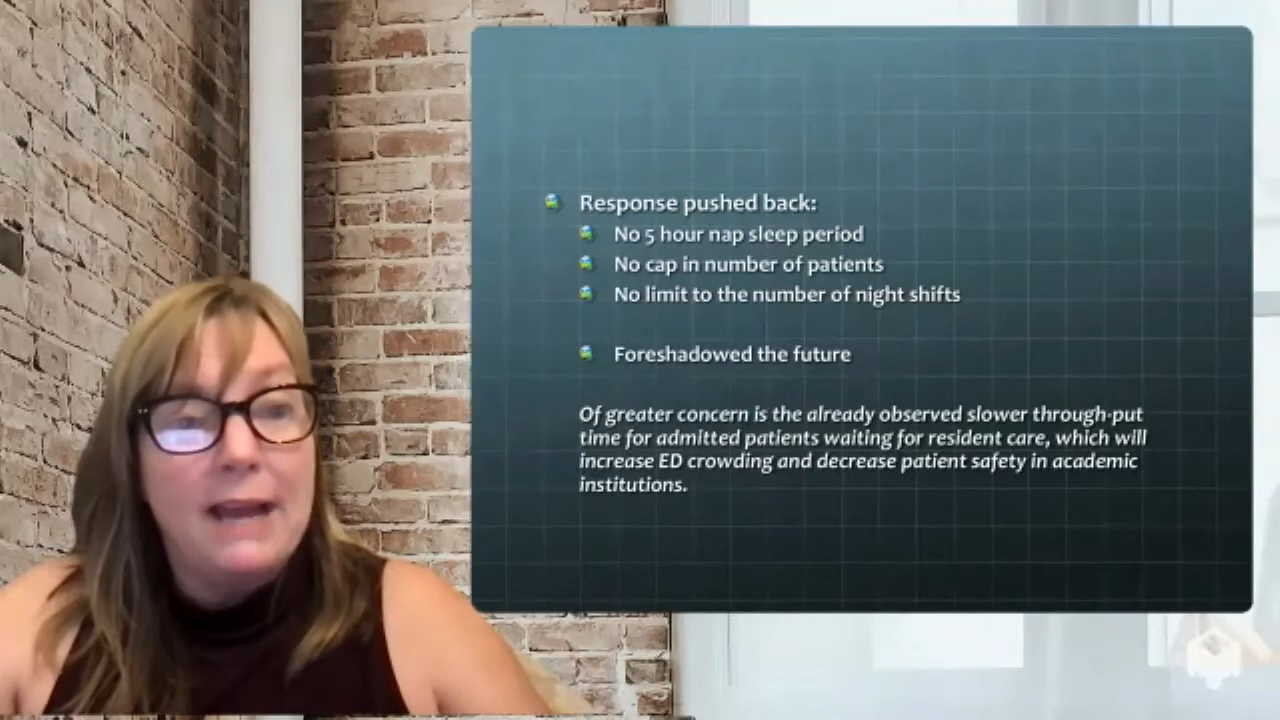 Response pushed back:
No 5 hour nap sleep period
No cap in number of patients
No limit to the number of night shifts
Foreshadowed the future
Of greater concern is the already observed slower through-put
time for admitted patients waiting for resident care, which will
increase ED crowding and decrease patient safety in academic
institutions.